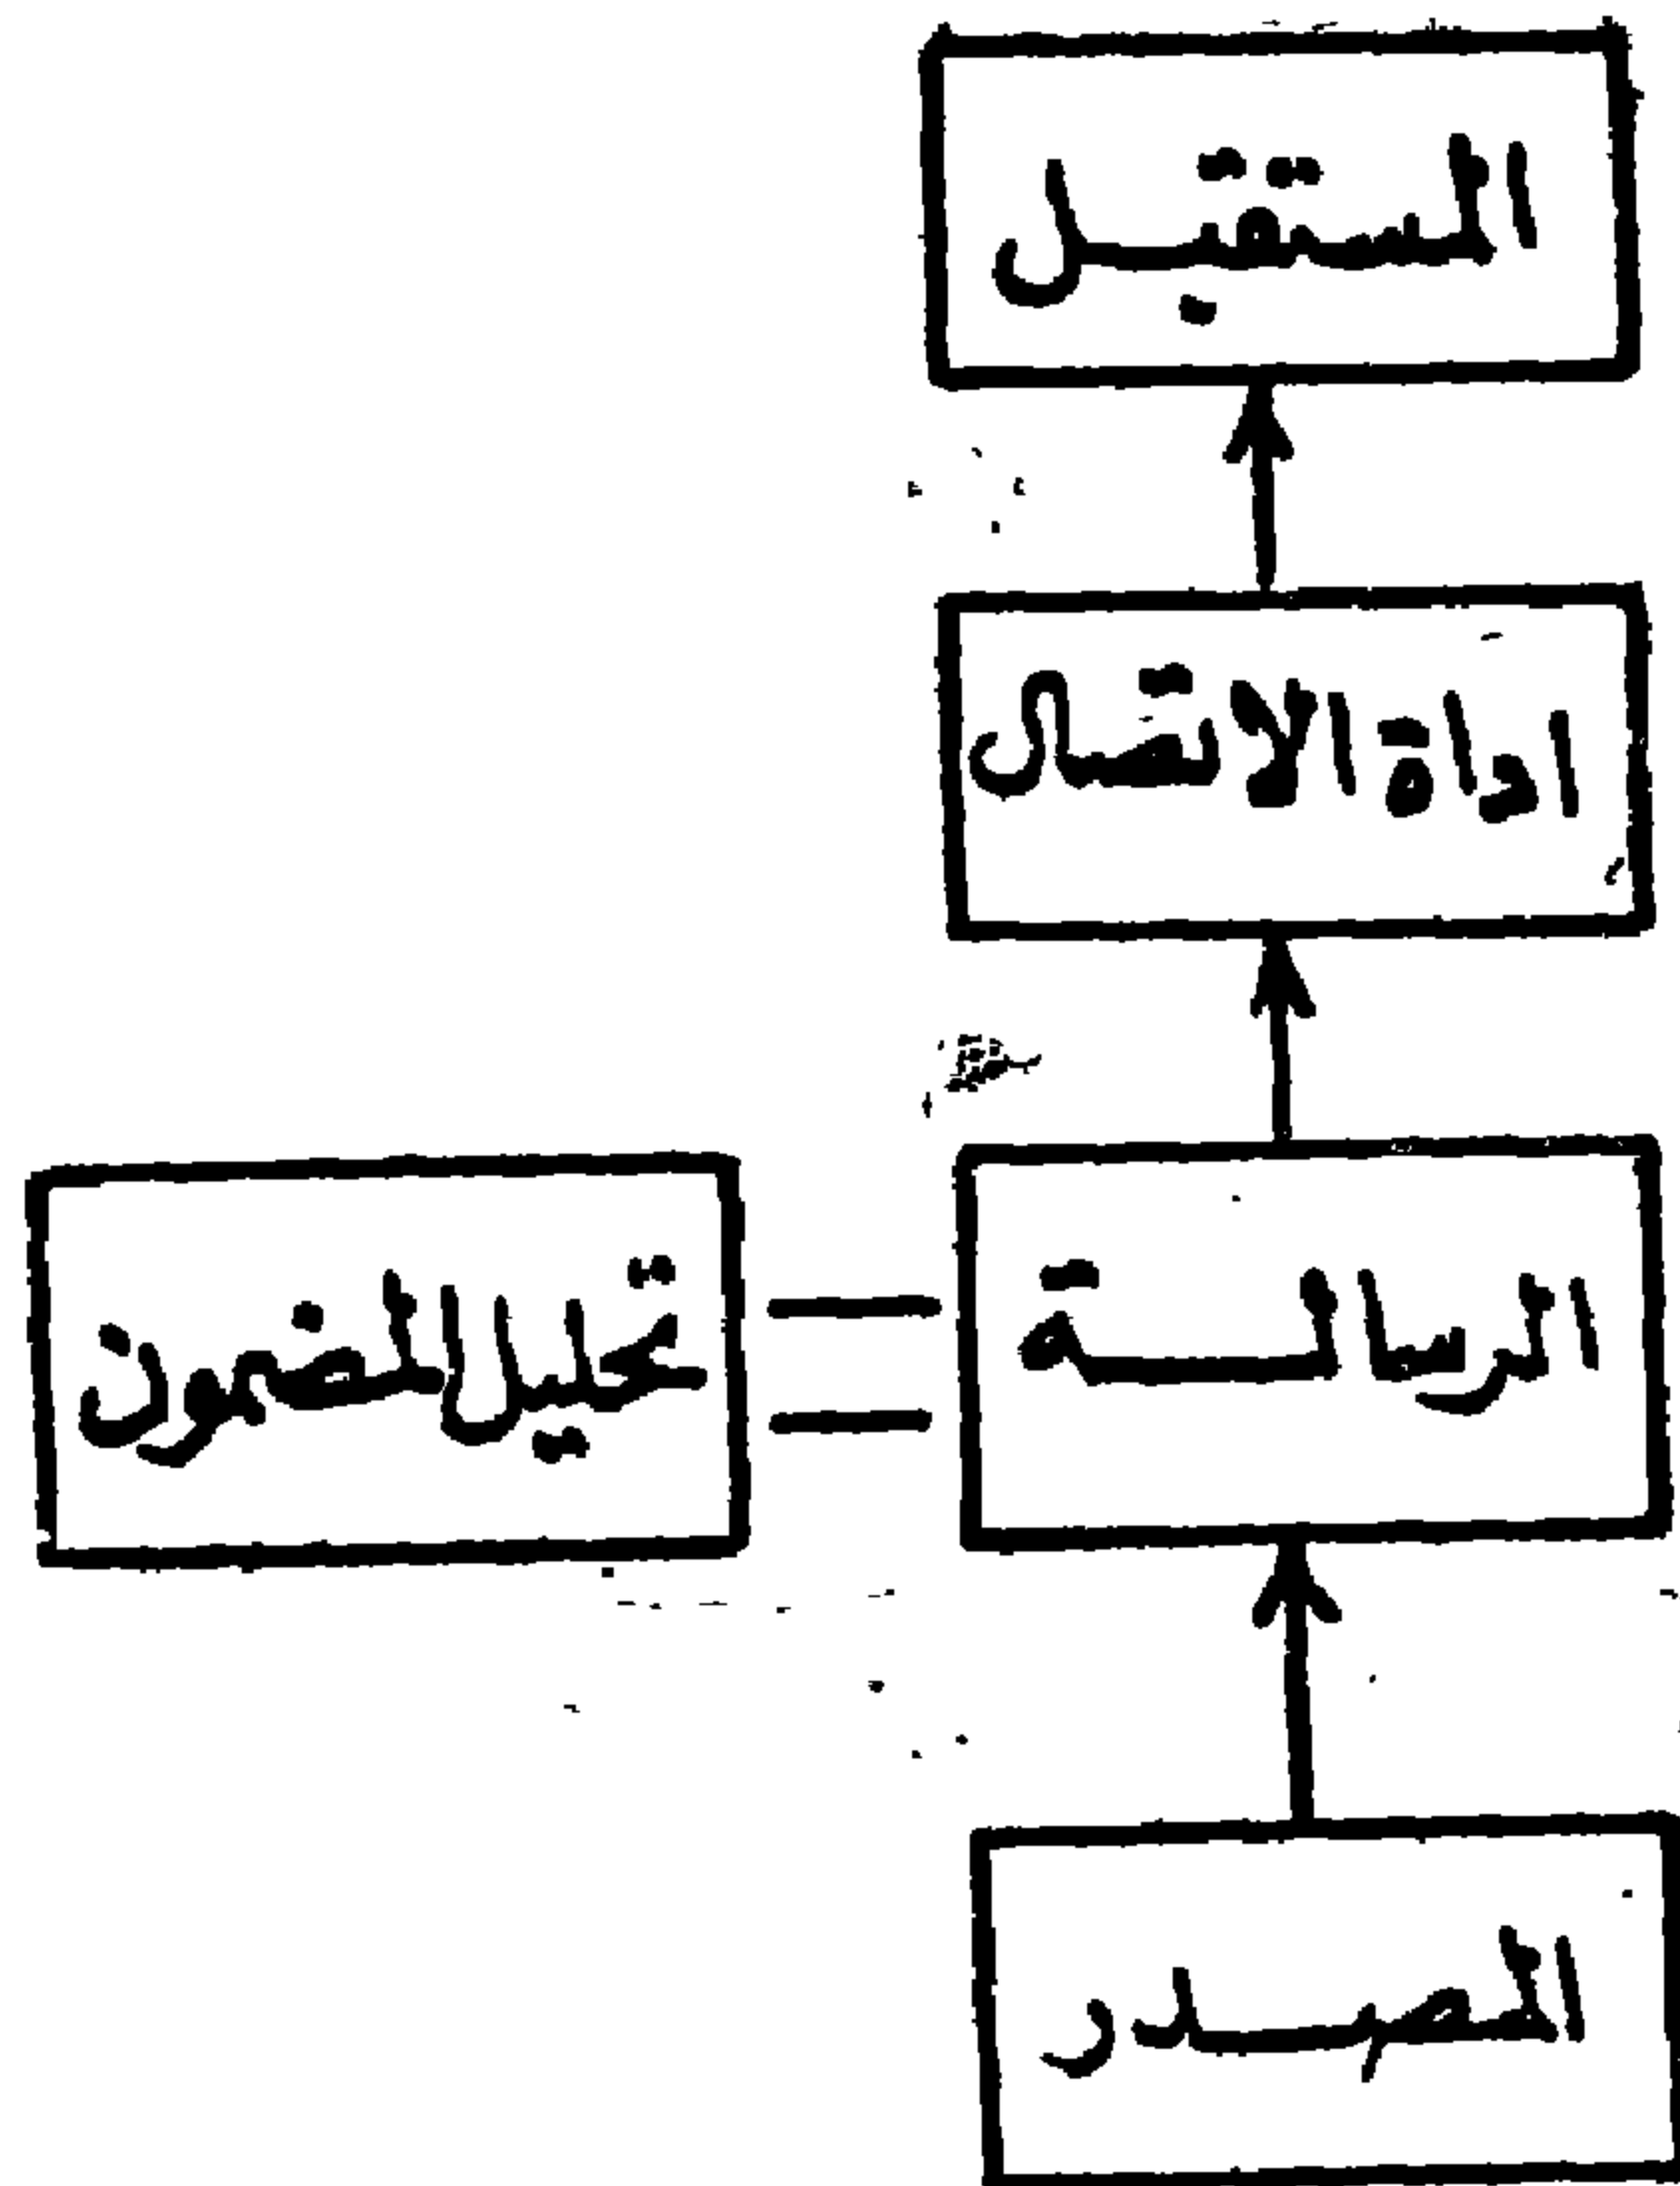 المستقبل
اداة الاتصال
الرسالة
تحليل المضمون
المصدر